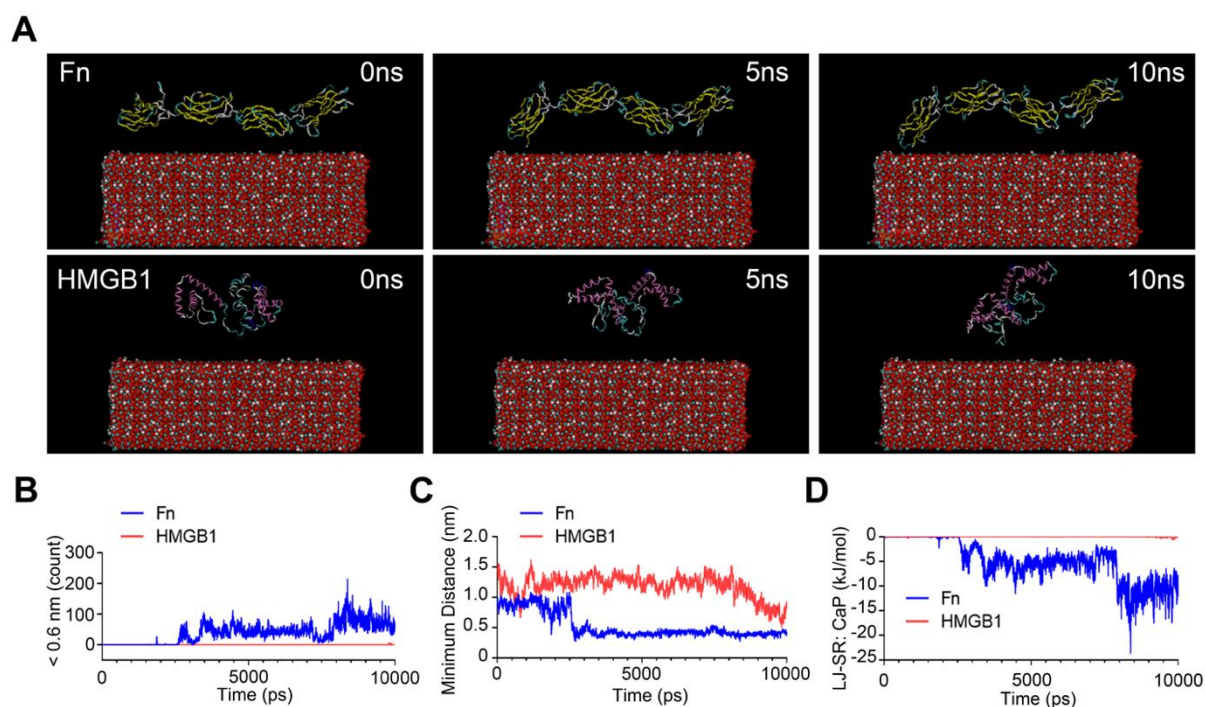 A
Fn
0ns
5ns
10ns
HMGB1
0ns
5ns
10ns
B
Fn
HMGB1
< 0.6 nm (count)
300
200
100
0
0
5000
10000
Time (ps)
C
Fn
HMGB1
Minimum Distance (nm)
2.0
1.5
1.0
0.5
0
0
5000
10000
Time (ps)
D
LJ-SR: CaP (kJ/mol)
0
-5
-10
-15
-20
-25
Fn
HMGB1
0
5000
10000
Time (ps)